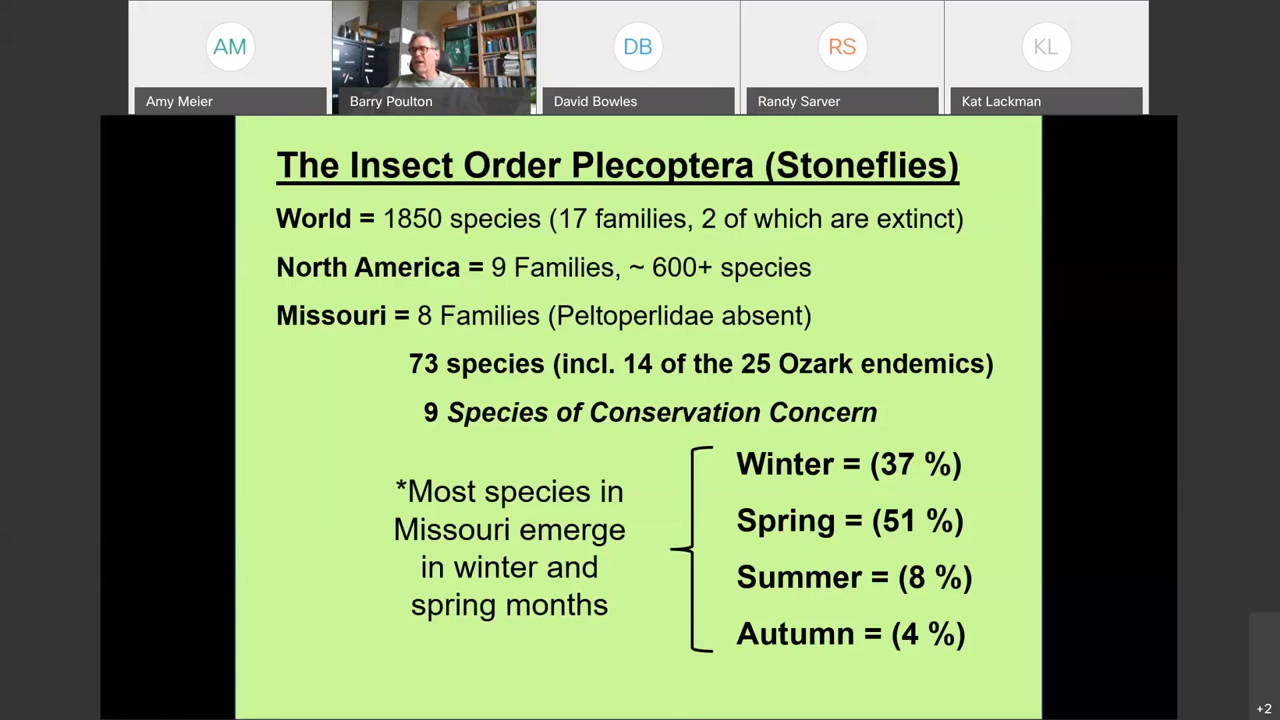 AM
DB
RS
KL
Amy Meier
Barry Poulton
David Bowles
Randy Sarver
Kat Lackman
The Insect Order Plecoptera (Stoneflies)
World = 1850 species (17 families, 2 of which are extinct)
North America = 9 Families, ~ 600+ species
Missouri = 8 Families (Peltoperlidae absent)
73 species (incl. 14 of the 25 Ozark endemics)
9 Species of Conservation Concern
*Most species in
Missouri emerge
in winter and
spring months
Winter = (37 %)
Spring = (51 %)
Summer = (8 %)
Autumn = (4 %)
+2